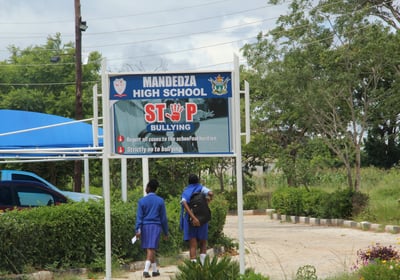 MANDEDZA
HIGH SCHOOL
STOP
BULLYING
Report all cases to the school authorities
Strictly no to bullying